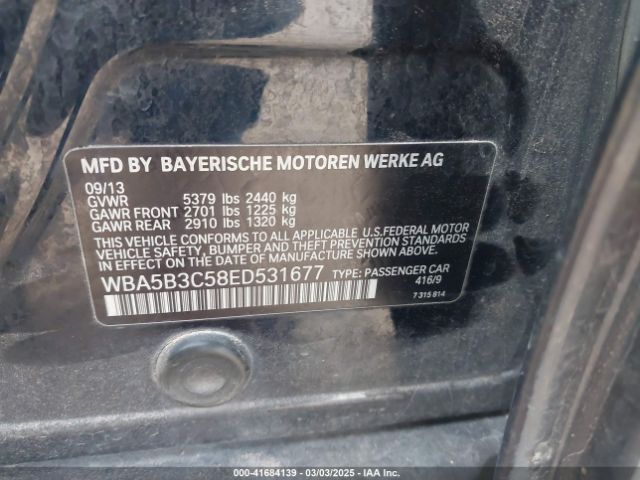 MFD BY BAYERISCHE MOTOREN WERKE AG
09/13
GVWR 5379 lbs 2440 kg
GAWR FRONT 2701 lbs 1225 kg
GAWR REAR 2910 lbs 1320 kg
THIS VEHICLE CONFORMS TO ALL APPLICABLE U.S.FEDERAL MOTOR
VEHICLE SAFETY, BUMPER AND THEFT PREVENTION STANDARDS
IN EFFECT ON THE DATE OF MANUFACTURE SHOWN ABOVE.
WBA5B3C58ED531677 TYPE: PASSENGER CAR
416/9
7 315 814
000-41684139 - 03/03/2025 - IAA Inc.